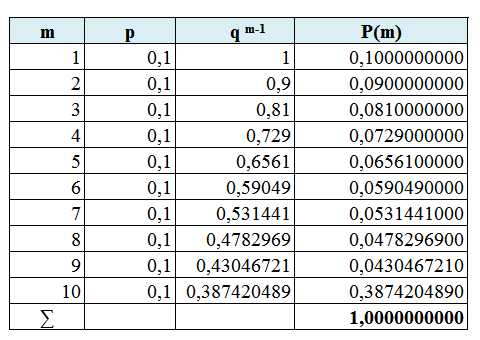 m p q m-1 P(m)
1 0,1 1 0,1000000000
2 0,1 0,9 0,0900000000
3 0,1 0,81 0,0810000000
4 0,1 0,729 0,0729000000
5 0,1 0,6561 0,0656100000
6 0,1 0,59049 0,0590490000
7 0,1 0,531441 0,0531441000
8 0,1 0,4782969 0,0478296900
9 0,1 0,43046721 0,0430467210
10 0,1 0,387420489 0,3874204890
∑ 1,0000000000